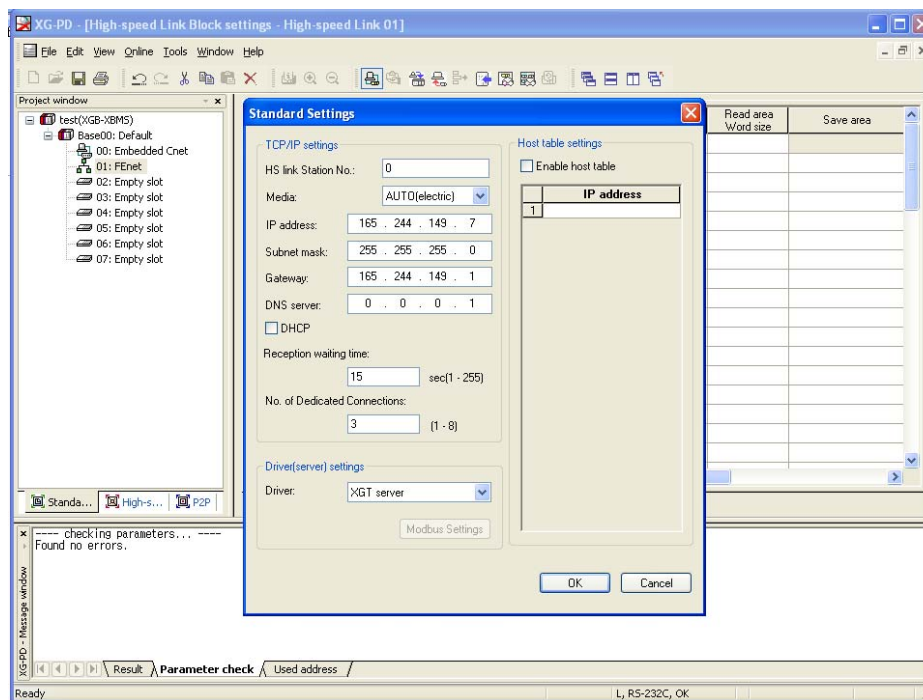 XG-PD - [High-speed Link Block settings - High-speed Link 01]
File Edit View Online Tools Window Help
Project window
test(XGB-XBMS)
Base00: Default
00: Embedded Cnet
01: FEnet
02: Empty slot
03: Empty slot
04: Empty slot
05: Empty slot
06: Empty slot
07: Empty slot
Standa... High-s... P2P
Read area
Word size
Save area
Standard Settings
TCP/IP settings
HS link Station No.: 0
Media: AUTO(electric)
IP address: 165 . 244 . 149 . 7
Subnet mask: 255 . 255 . 255 . 0
Gateway: 165 . 244 . 149 . 1
DNS server: 0 . 0 . 0 . 1
DHCP
Reception waiting time:
15 sec(1 - 255)
No. of Dedicated Connections:
3 (1 - 8)
Driver(server) settings
Driver: XGT server
Modbus Settings
Host table settings
Enable host table
IP address
1
OK Cancel
---- checking parameters... ----
Found no errors.
XG-PD - Message window
Result Parameter check Used address
Ready L, RS-232C, OK